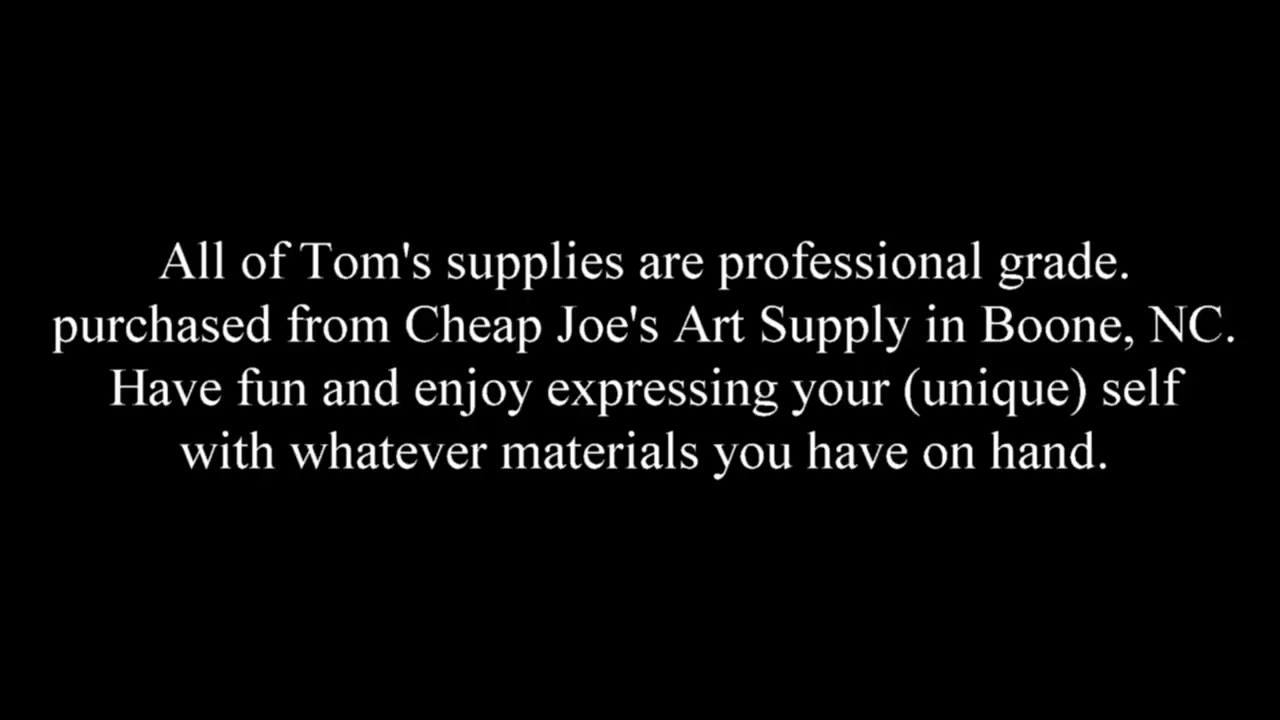 All of Tom's supplies are professional grade.
purchased from Cheap Joe's Art Supply in Boone, NC.
Have fun and enjoy expressing your (unique) self
with whatever materials you have on hand.